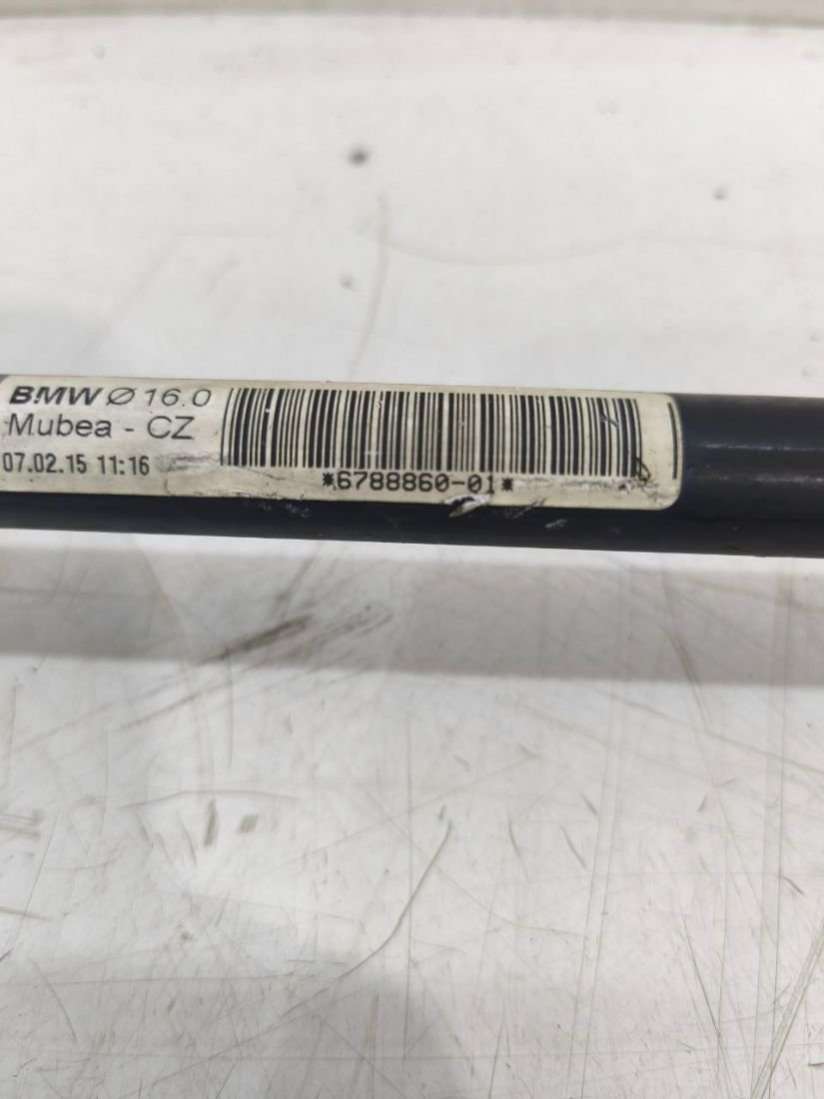 BMW Ø 16.0
Mubea - CZ
07.02.15 11:16
*6788860-01*